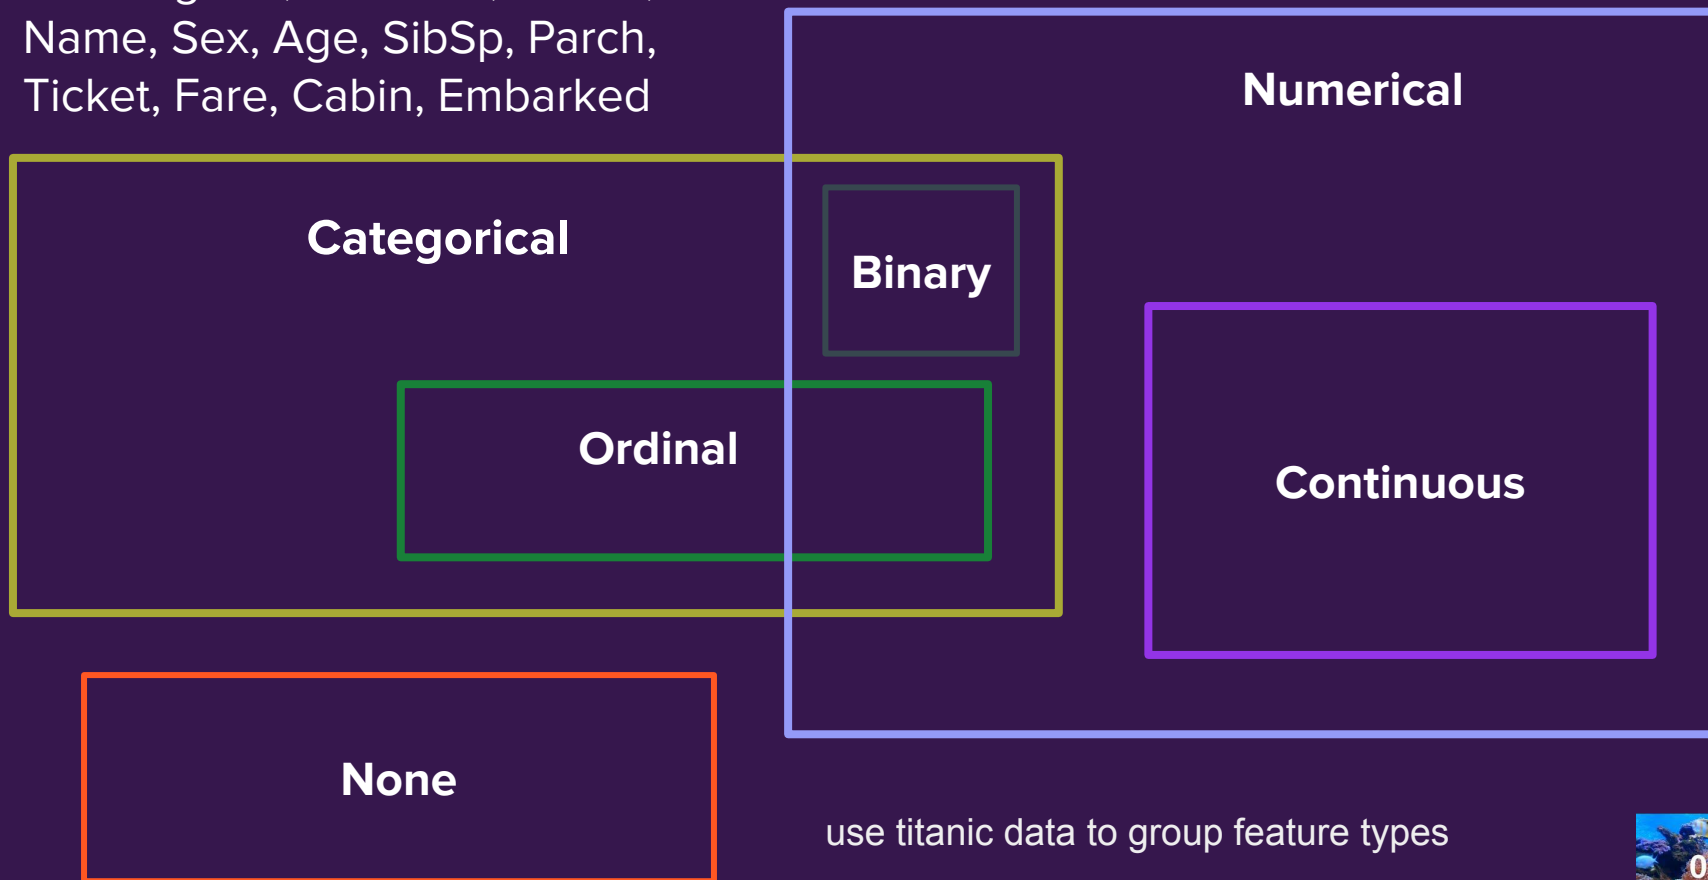 Name, Sex, Age, SibSp, Parch,
Ticket, Fare, Cabin, Embarked
Numerical
Categorical
Binary
Ordinal
Continuous
None
use titanic data to group feature types
0